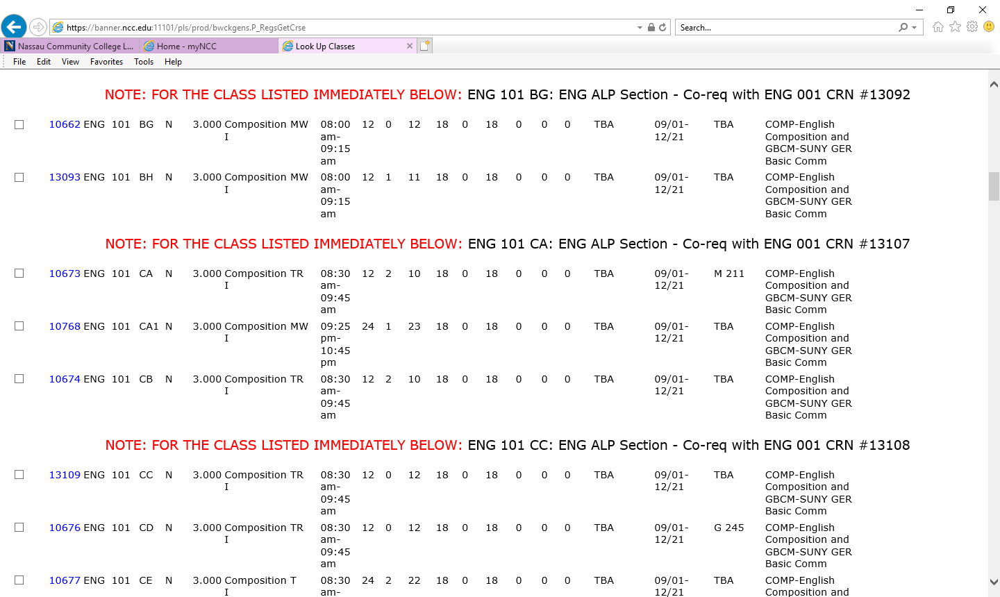 https://banner.ncc.edu:11101/pls/prod/bwckgens.P_RegsGetCrse
Search...
Nassau Community College L...
Home - myNCC
Look Up Classes
File Edit View Favorites Tools Help
NOTE: FOR THE CLASS LISTED IMMEDIATELY BELOW: ENG 101 BG: ENG ALP Section - Co-req with ENG 001 CRN #13092
10662 ENG 101 BG N 3.000 Composition MW 08:00 12 0 12 18 0 18 0 0 0 TBA 09/01- TBA COMP-English
I am- 12/21 Composition and
09:15 GBCM-SUNY GER
am Basic Comm
13093 ENG 101 BH N 3.000 Composition MW 08:00 12 1 11 18 0 18 0 0 0 TBA 09/01- TBA COMP-English
I am- 12/21 Composition and
09:15 GBCM-SUNY GER
am Basic Comm
NOTE: FOR THE CLASS LISTED IMMEDIATELY BELOW: ENG 101 CA: ENG ALP Section - Co-req with ENG 001 CRN #13107
10673 ENG 101 CA N 3.000 Composition TR 08:30 12 2 10 18 0 18 0 0 0 TBA 09/01- M 211 COMP-English
I am- 12/21 Composition and
09:45 GBCM-SUNY GER
am Basic Comm
10768 ENG 101 CA1 N 3.000 Composition MW 09:25 24 1 23 18 0 18 0 0 0 TBA 09/01- TBA COMP-English
I pm- 12/21 Composition and
10:45 GBCM-SUNY GER
pm Basic Comm
10674 ENG 101 CB N 3.000 Composition TR 08:30 12 2 10 18 0 18 0 0 0 TBA 09/01- TBA COMP-English
I am- 12/21 Composition and
09:45 GBCM-SUNY GER
am Basic Comm
NOTE: FOR THE CLASS LISTED IMMEDIATELY BELOW: ENG 101 CC: ENG ALP Section - Co-req with ENG 001 CRN #13108
13109 ENG 101 CC N 3.000 Composition TR 08:30 12 0 12 18 0 18 0 0 0 TBA 09/01- TBA COMP-English
I am- 12/21 Composition and
09:45 GBCM-SUNY GER
am Basic Comm
10676 ENG 101 CD N 3.000 Composition TR 08:30 12 0 12 18 0 18 0 0 0 TBA 09/01- G 245 COMP-English
I am- 12/21 Composition and
09:45 GBCM-SUNY GER
am Basic Comm
10677 ENG 101 CE N 3.000 Composition T 08:30 24 2 22 18 0 18 0 0 0 TBA 09/01- TBA COMP-English
I am- 12/21 Composition and